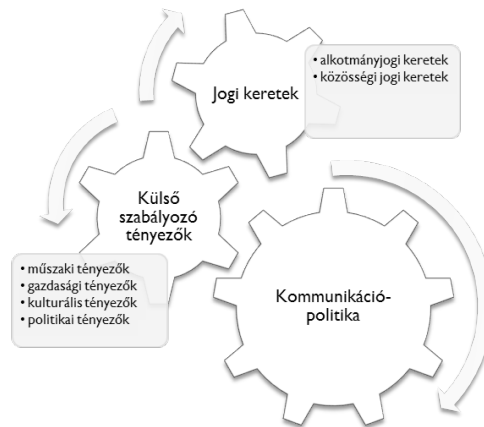 Jogi keretek
• alkotmányjogi keretek
• közösségi jogi keretek
Külső
szabályozó
tényezők
• műszaki tényezők
• gazdasági tényezők
• kulturális tényezők
• politikai tényezők
Kommunikáció-
politika